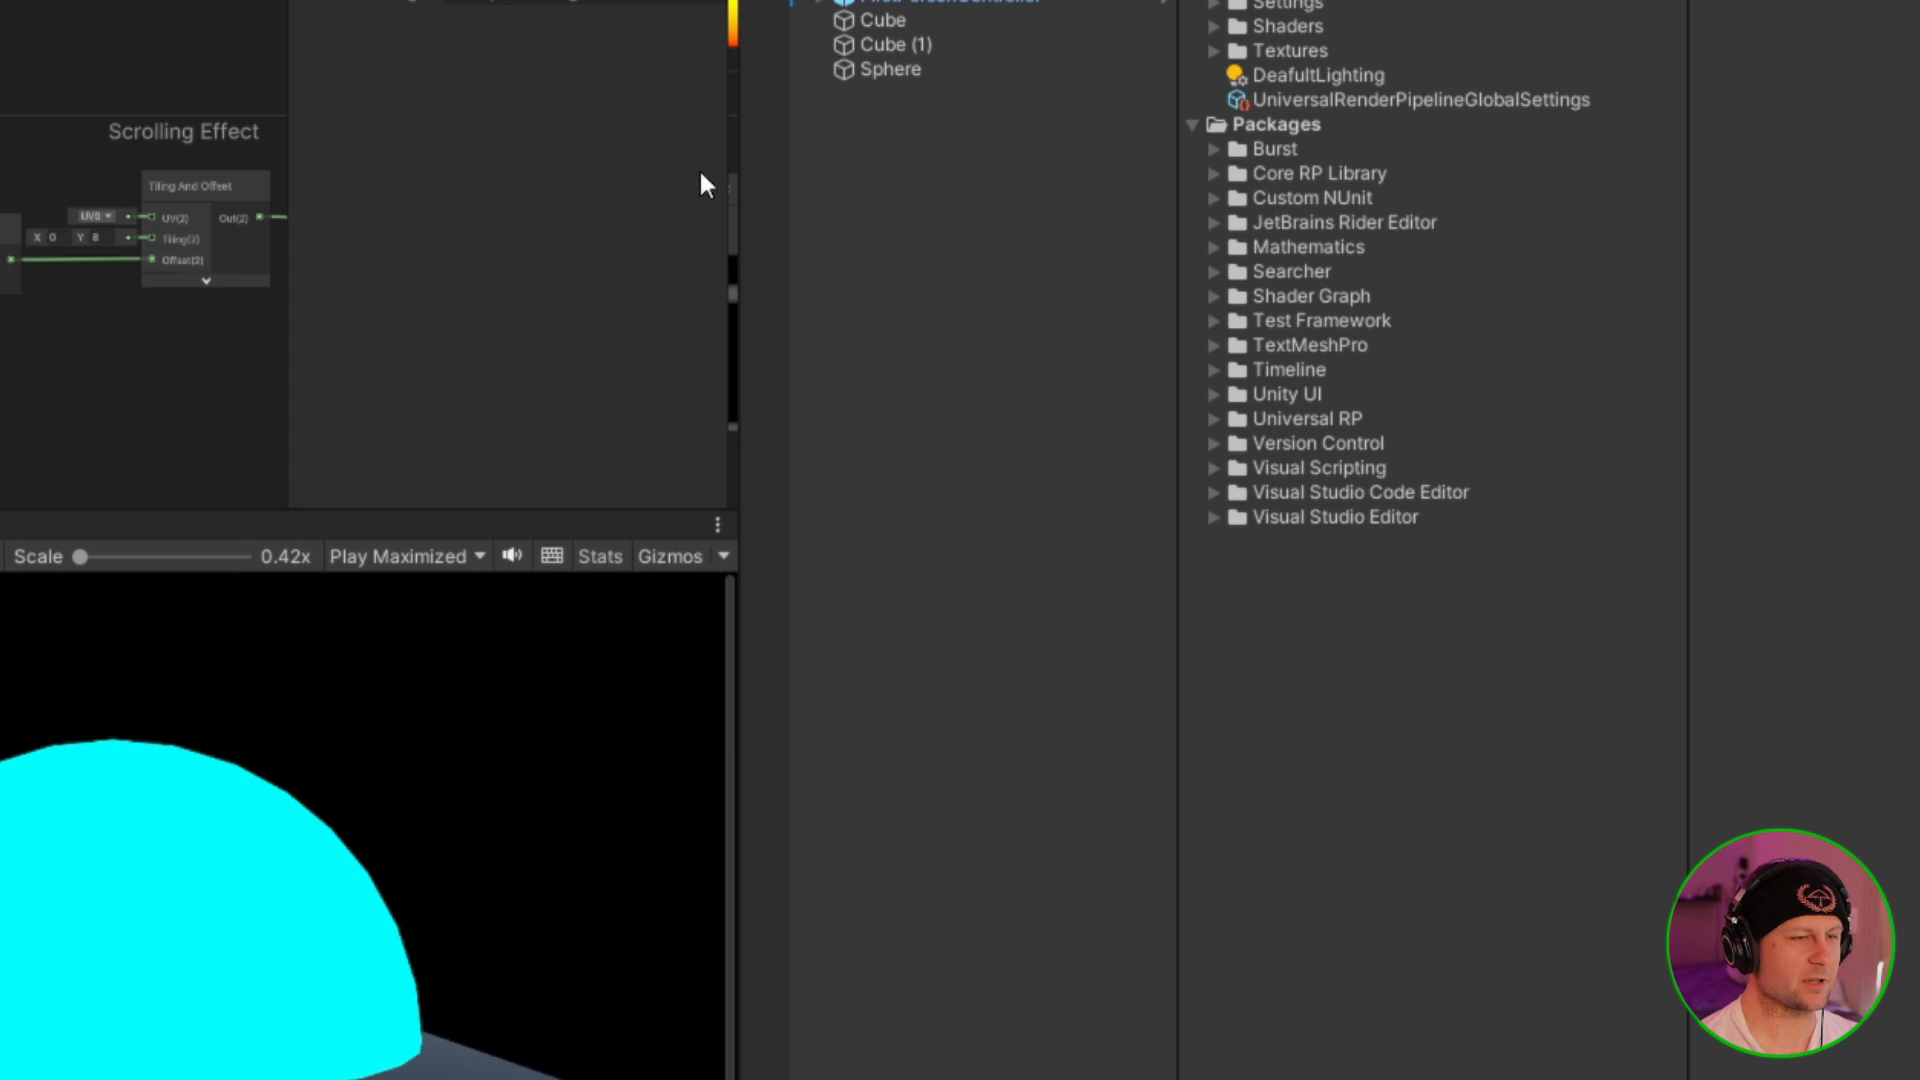 Cube
Cube (1)
Sphere
Settings
Shaders
Textures
DeafultLighting
UniversalRenderPipelineGlobalSettings
Packages
Burst
Core RP Library
Custom NUnit
JetBrains Rider Editor
Mathematics
Searcher
Shader Graph
Test Framework
TextMeshPro
Timeline
Unity UI
Universal RP
Version Control
Visual Scripting
Visual Studio Code Editor
Visual Studio Editor
Scrolling Effect
Tiling And Offset
UV0 UV(2) Out(2)
X 0 Y 8 Tiling(2)
Offset(2)
Scale 0.42x Play Maximized Stats Gizmos